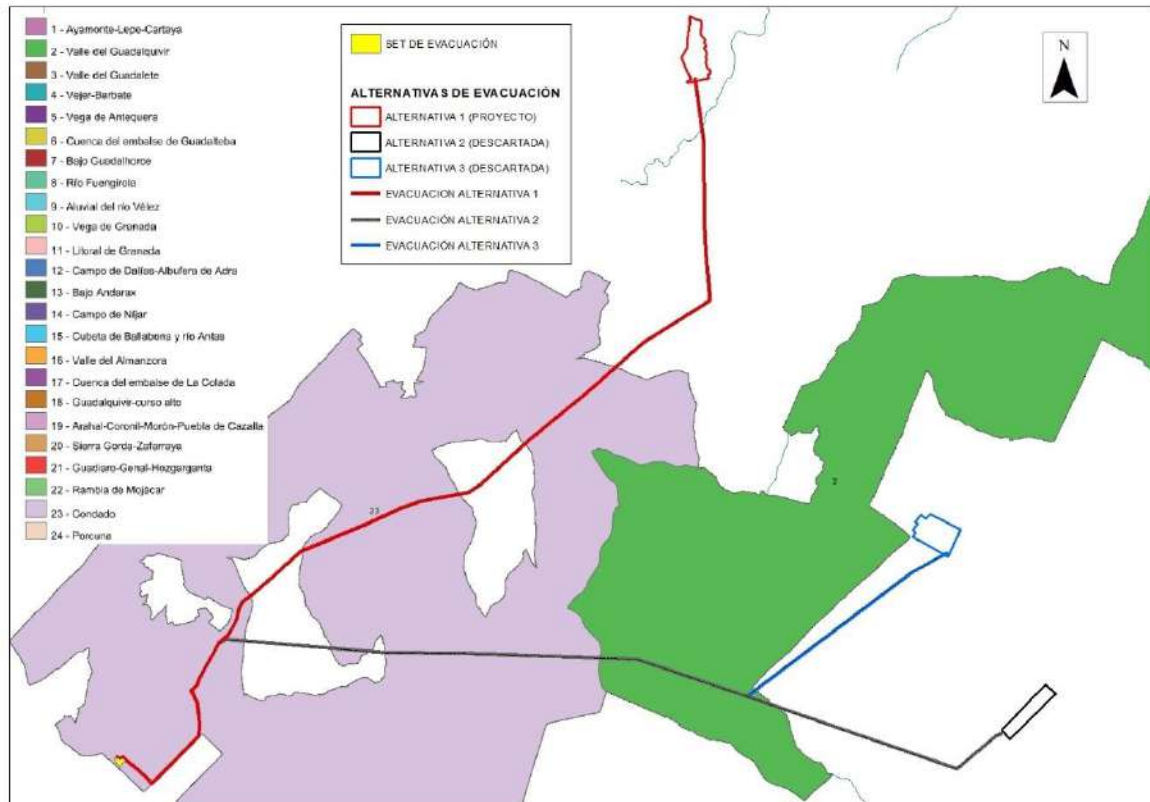 1 - Ayamonte-Lepe-Cartaya
2 - Valle del Guadalquivir
3 - Valle del Guadalete
4 - Vejer-Barbate
5 - Vega de Antequera
6 - Cuenca del embalse de Guadalteba
7 - Bajo Guadalhorce
8 - Río Fuengirola
9 - Aluvial del río Vélez
10 - Vega de Granada
11 - Litoral de Granada
12 - Campo de Dalías-Albufera de Adra
13 - Bajo Andarax
14 - Campo de Níjar
15 - Cubeta de Ballabona y río Antas
16 - Valle del Almanzora
17 - Cuenca del embalse de La Colada
18 - Guadalquivir-curso alto
19 - Arahal-Coronil-Morón-Puebla de Cazalla
20 - Sierra Gorda-Zafarraya
21 - Guadiaro-Genal-Hozgarganta
22 - Rambla de Mojácar
23 - Condado
24 - Porcuna
SET DE EVACUACIÓN
ALTERNATIVAS DE EVACUACIÓN
ALTERNATIVA 1 (PROYECTO)
ALTERNATIVA 2 (DESCARTADA)
ALTERNATIVA 3 (DESCARTADA)
EVACUACION ALTERNATIVA 1
EVACUACIÓN ALTERNATIVA 2
EVACUACIÓN ALTERNATIVA 3
N
2
23